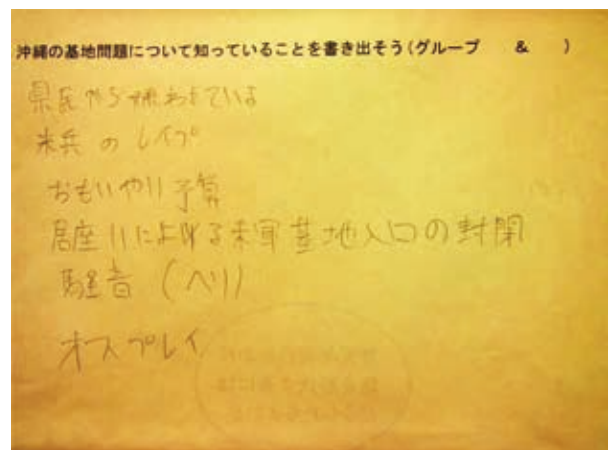 沖縄の基地問題について知っていることを書き出そう(グループ　　&　　)
県民から嫌われている
米兵のレイプ
おもいやり予算
居座りによる米軍基地入口の封閉
騒音(ヘリ)
オスプレイ